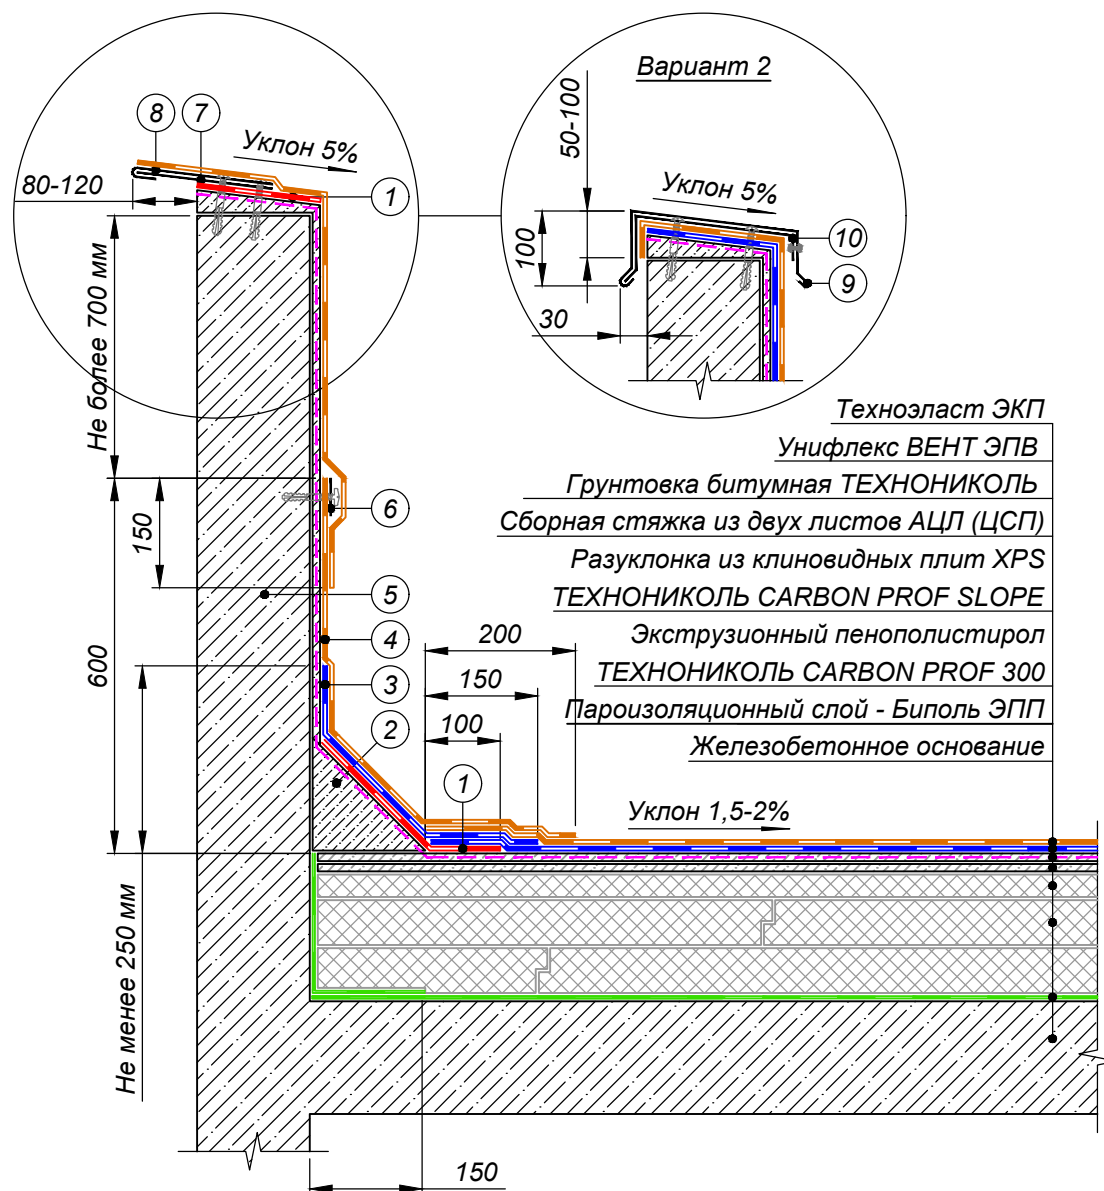 Вариант 2
8
7
Уклон 5%
80-120
1
50-100
Уклон 5%
100
10
9
30
Не более 700 мм
Техноэласт ЭКП
Унифлекс ВЕНТ ЭПВ
Грунтовка битумная ТЕХНОНИКОЛЬ
Сборная стяжка из двух листов АЦЛ (ЦСП)
Разуклонка из клиновидных плит XPS
ТЕХНОНИКОЛЬ CARBON PROF SLOPE
Экструзионный пенополистирол
ТЕХНОНИКОЛЬ CARBON PROF 300
Пароизоляционный слой - Биполь ЭПП
Железобетонное основание
6
150
5
4
600
3
2
200
150
100
1
Уклон 1,5-2%
Не менее 250 мм
150